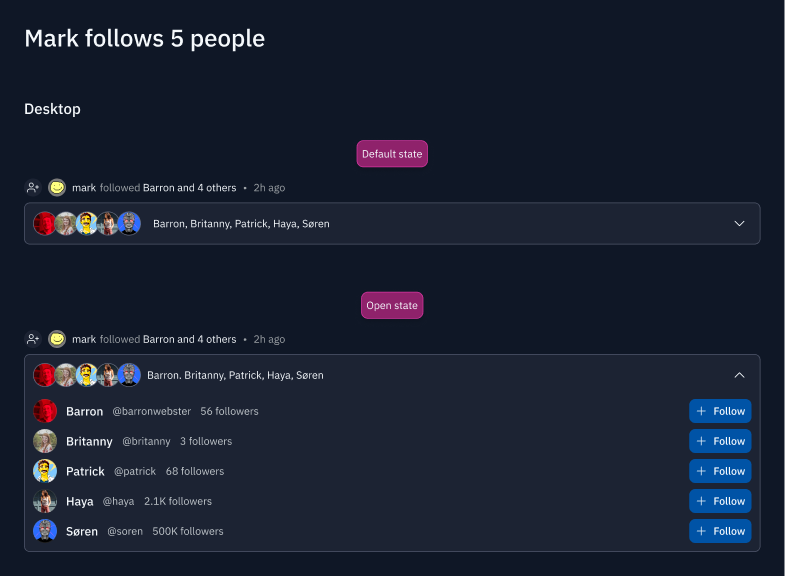 Mark follows 5 people
Desktop
Default state
mark followed Barron and 4 others • 2h ago
Barron, Britanny, Patrick, Haya, Søren
Open state
mark followed Barron and 4 others • 2h ago
Barron. Britanny, Patrick, Haya, Søren
Barron @barronwebster 56 followers + Follow
Britanny @britanny 3 followers + Follow
Patrick @patrick 68 followers + Follow
Haya @haya 2.1K followers + Follow
Søren @soren 500K followers + Follow